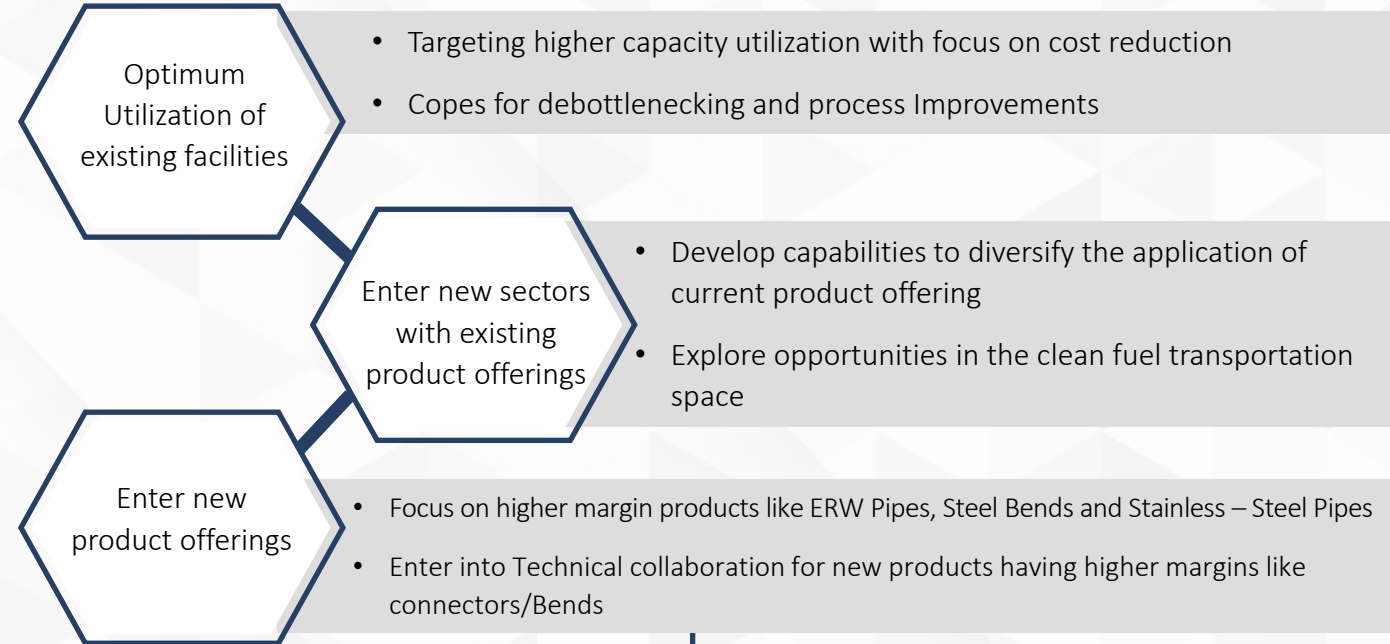 Optimum
Utilization of
existing facilities
• Targeting higher capacity utilization with focus on cost reduction
• Copes for debottlenecking and process Improvements
Enter new sectors
with existing
product offerings
• Develop capabilities to diversify the application of
current product offering
• Explore opportunities in the clean fuel transportation
space
Enter new
product offerings
• Focus on higher margin products like ERW Pipes, Steel Bends and Stainless – Steel Pipes
• Enter into Technical collaboration for new products having higher margins like
connectors/Bends